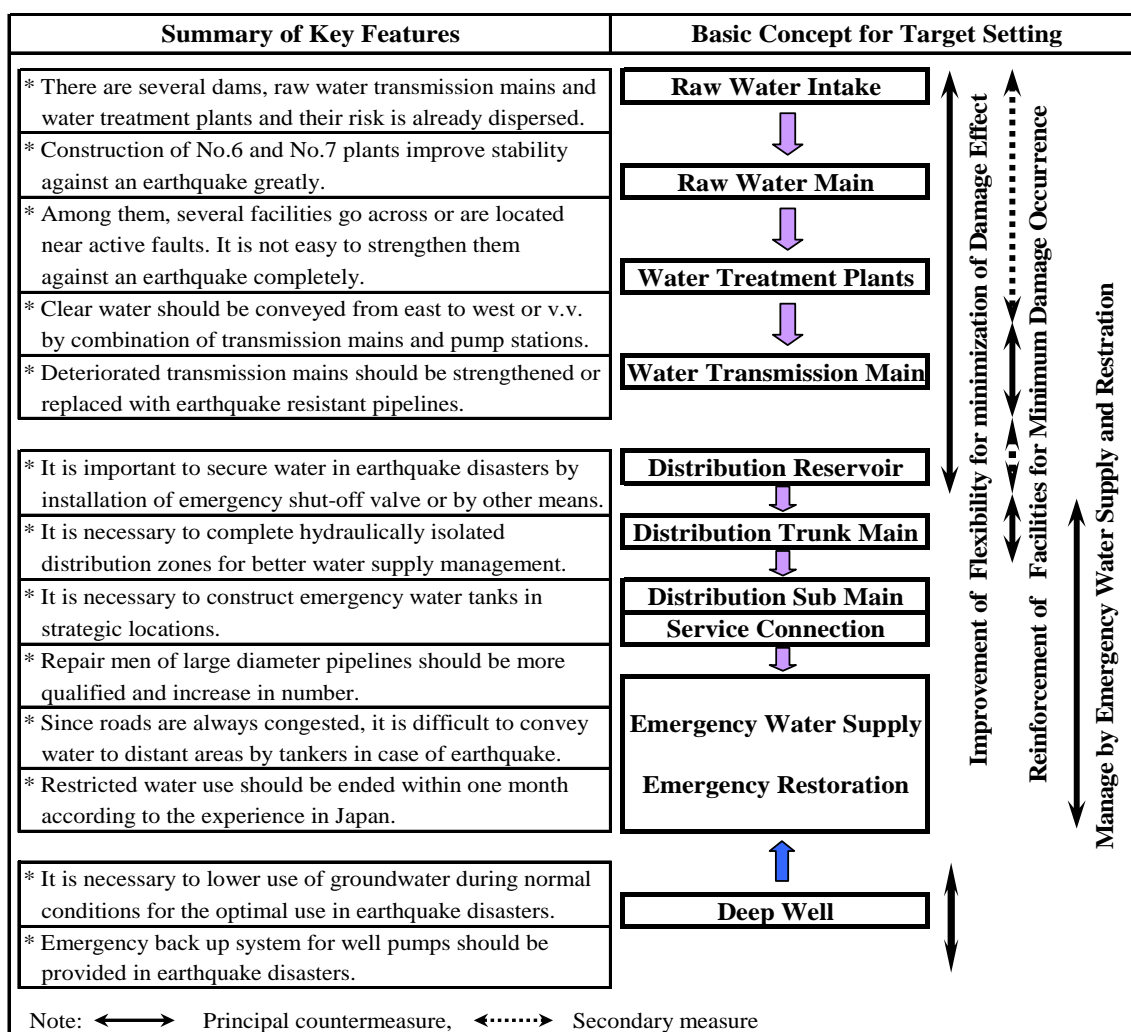 Summary of Key Features
Basic Concept for Target Setting
* There are several dams, raw water transmission mains and
water treatment plants and their risk is already dispersed.
* Construction of No.6 and No.7 plants improve stability
against an earthquake greatly.
* Among them, several facilities go across or are located
near active faults. It is not easy to strengthen them
against an earthquake completely.
* Clear water should be conveyed from east to west or v.v.
by combination of transmission mains and pump stations.
* Deteriorated transmission mains should be strengthened or
replaced with earthquake resistant pipelines.
* It is important to secure water in earthquake disasters by
installation of emergency shut-off valve or by other means.
* It is necessary to complete hydraulically isolated
distribution zones for better water supply management.
* It is necessary to construct emergency water tanks in
strategic locations.
* Repair men of large diameter pipelines should be more
qualified and increase in number.
* Since roads are always congested, it is difficult to convey
water to distant areas by tankers in case of earthquake.
* Restricted water use should be ended within one month
according to the experience in Japan.
* It is necessary to lower use of groundwater during normal
conditions for the optimal use in earthquake disasters.
* Emergency back up system for well pumps should be
provided in earthquake disasters.
Raw Water Intake
Raw Water Main
Water Treatment Plants
Water Transmission Main
Distribution Reservoir
Distribution Trunk Main
Distribution Sub Main
Service Connection
Emergency Water Supply
Emergency Restoration
Deep Well
Improvement of Flexibility for minimization of Damage Effect
Reinforcement of Facilities for Minimum Damage Occurrence
Manage by Emergency Water Supply and Restration
Note: Principal countermeasure, Secondary measure